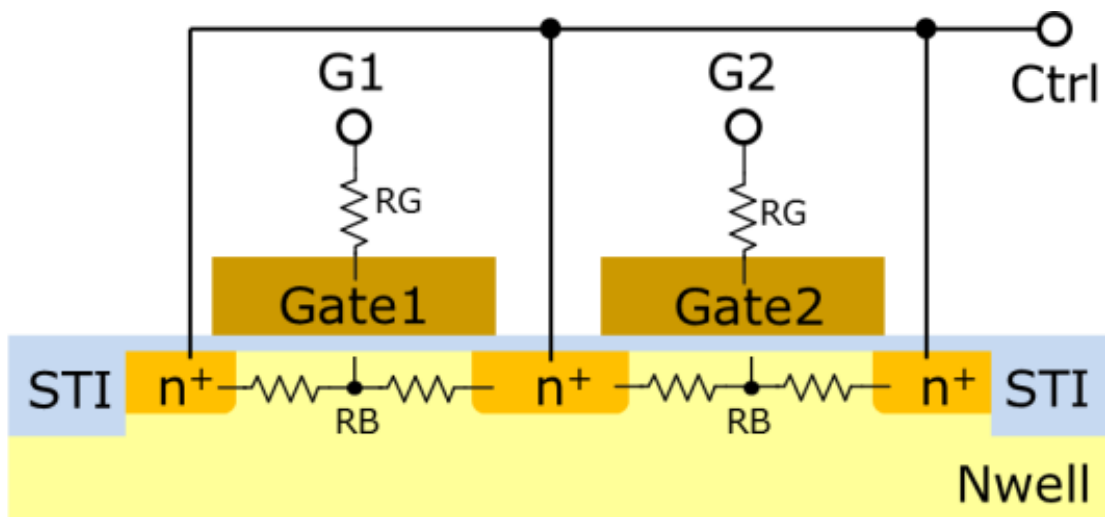 G1
G2
Ctrl
RG
RG
Gate1
Gate2
STI
n⁺
n⁺
n⁺
STI
RB
RB
Nwell